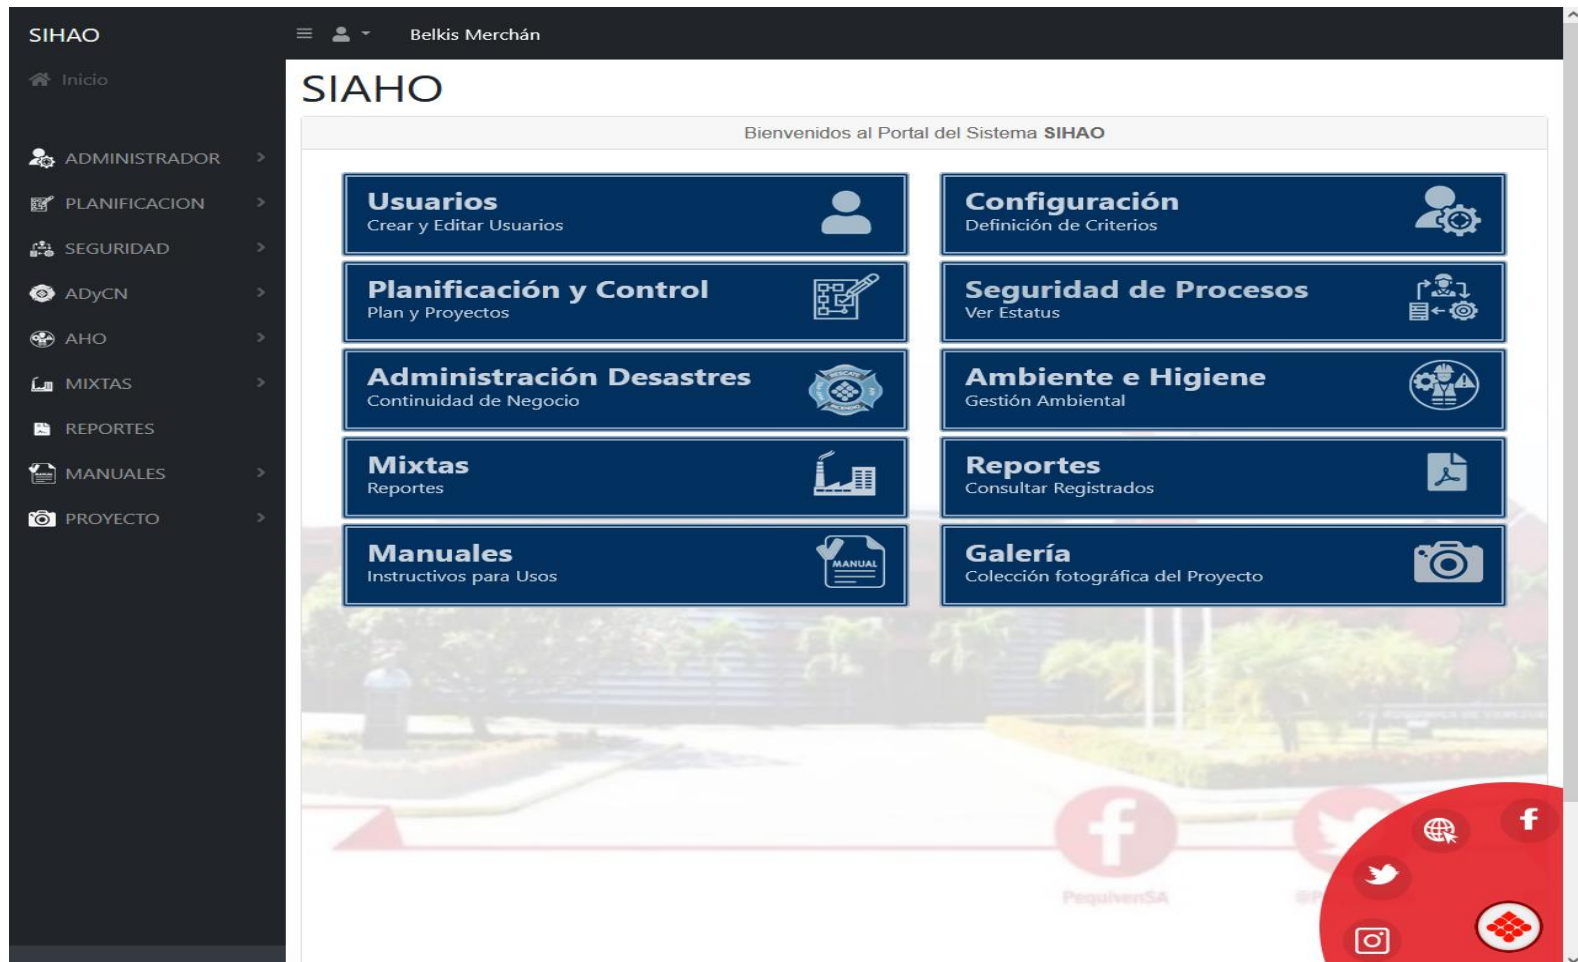 SIHAO
Belkis Merchán
Inicio
ADMINISTRADOR
PLANIFICACION
SEGURIDAD
ADyCN
AHO
MIXTAS
REPORTES
MANUALES
PROYECTO
SIAHO
Bienvenidos al Portal del Sistema SIHAO
Usuarios
Crear y Editar Usuarios
Configuración
Definición de Criterios
Planificación y Control
Plan y Proyectos
Seguridad de Procesos
Ver Estatus
Administración Desastres
Continuidad de Negocio
Ambiente e Higiene
Gestión Ambiental
Mixtas
Reportes
Reportes
Consultar Registrados
Manuales
Instructivos para Usos
MANUAL
Galería
Colección fotográfica del Proyecto
PequivenSA